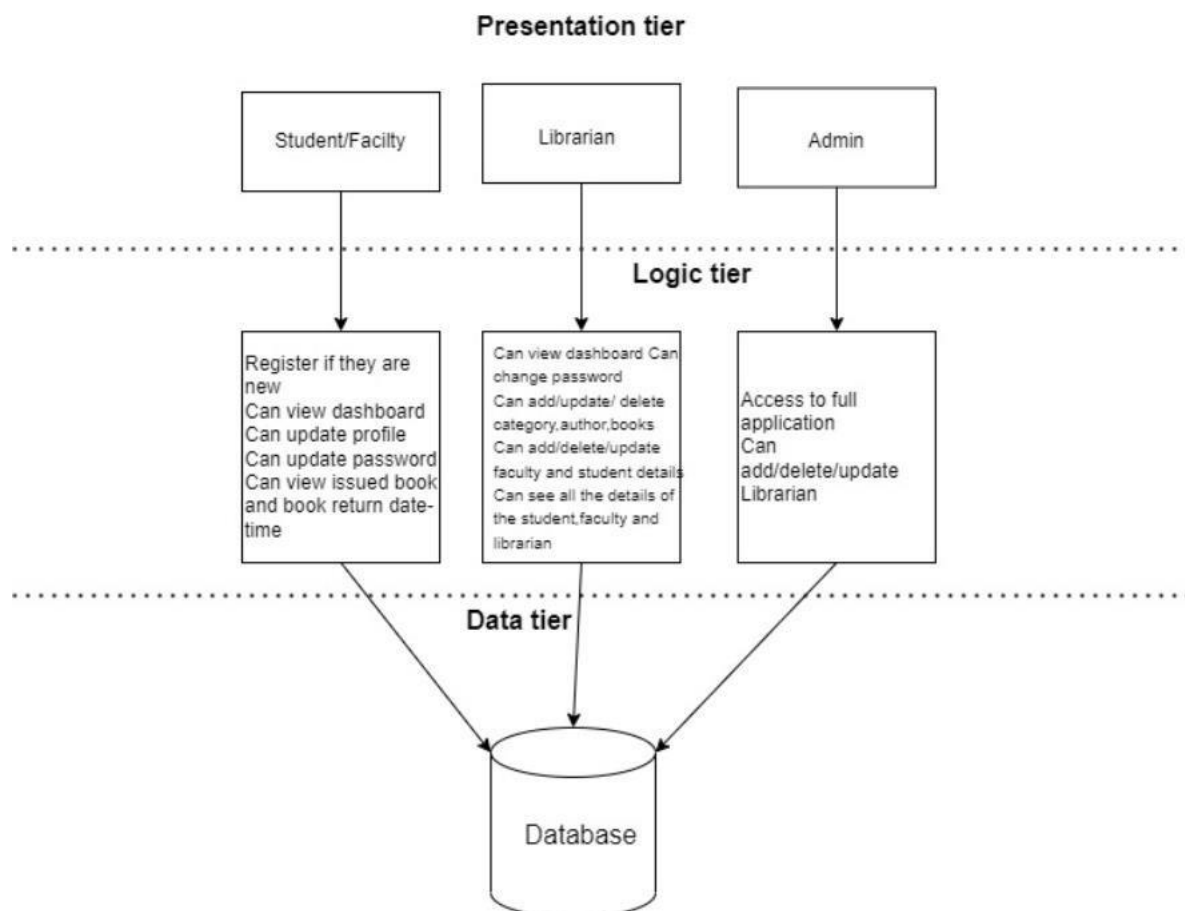 Presentation tier
Student/Facilty
Librarian
Admin
Logic tier
Register if they are
new
Can view dashboard
Can update profile
Can update password
Can view issued book
and book return date-
time
Can view dashboard Can
change password
Can add/update/ delete
category,author,books
Can add/delete/update
faculty and student details
Can see all the details of
the student,faculty and
librarian
Access to full
application
Can
add/delete/update
Librarian
Data tier
Database